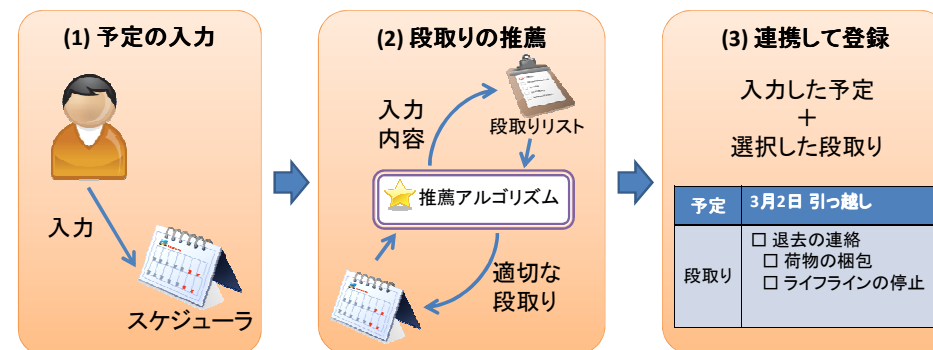 (1) 予定の入力
入力
スケジューラ
(2) 段取りの推薦
入力
内容
段取りリスト
推薦アルゴリズム
適切な
段取り
(3) 連携して登録
入力した予定
＋
選択した段取り
予定 3月2日 引っ越し
段取り
□ 退去の連絡
□ 荷物の梱包
□ ライフラインの停止